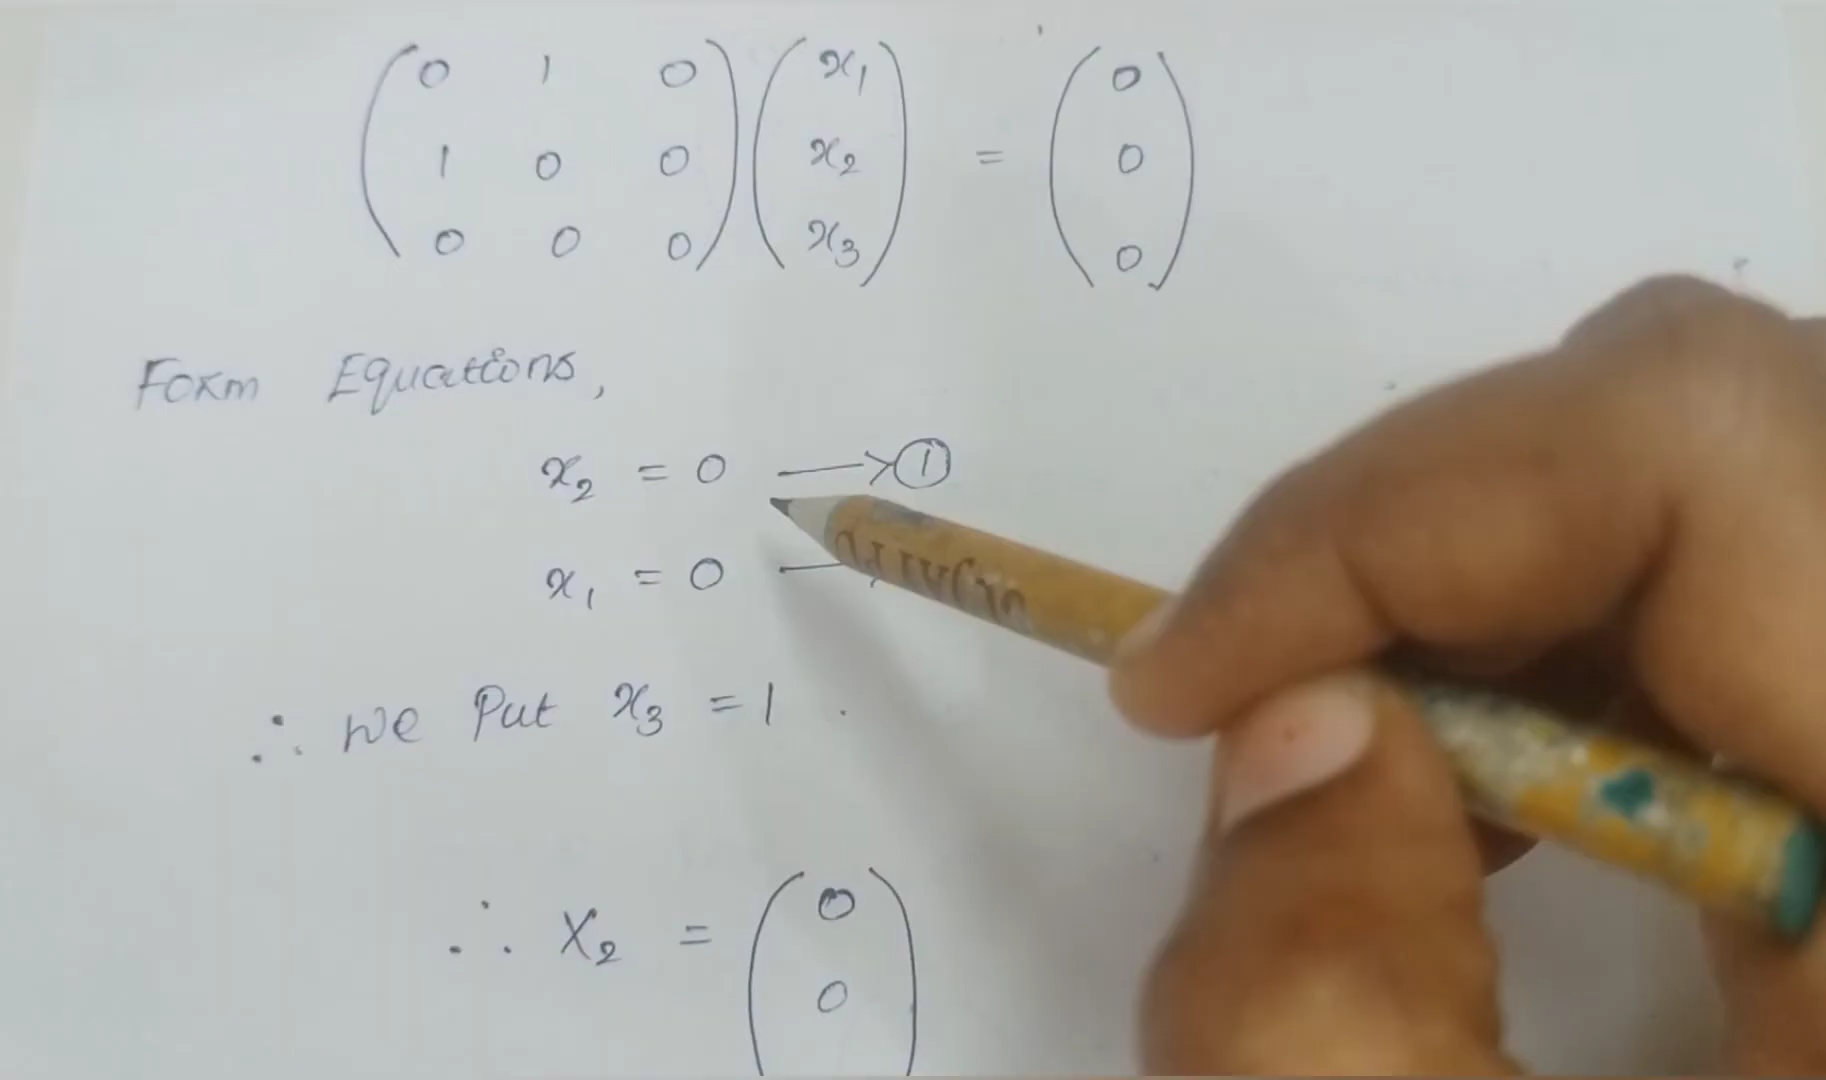 0 1 0 x1 0
1 0 0 x2 = 0
0 0 0 x3 0
Form Equations,
x2 = 0 → 1
x1 = 0
∴ we Put x3 = 1 .
∴ X2 = 0
0